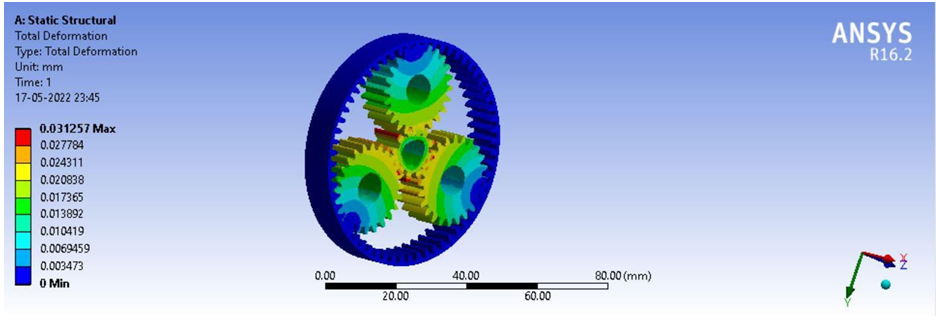 A: Static Structural
Total Deformation
Type: Total Deformation
Unit: mm
Time: 1
17-05-2022 23:45
ANSYS
R16.2
0.031257 Max
0.027784
0.024311
0.020838
0.017365
0.013892
0.010419
0.0069459
0.003473
0 Min
0.00 40.00 80.00 (mm)
20.00 60.00
X
Z
Y